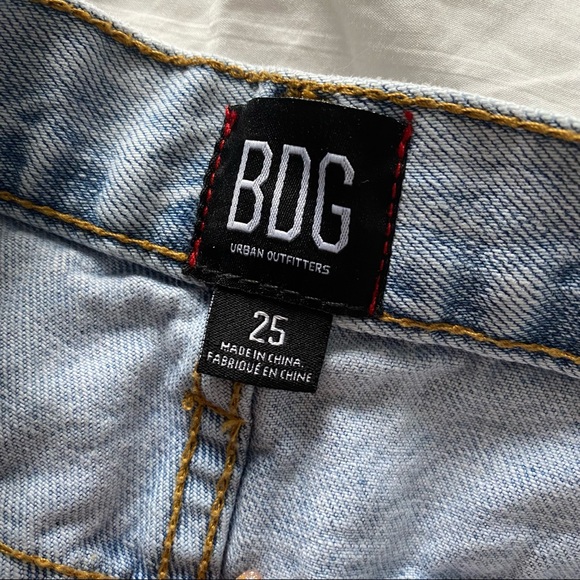 BDG
URBAN OUTFITTERS
25
MADE IN CHINA.
FABRIQUÉ EN CHINE